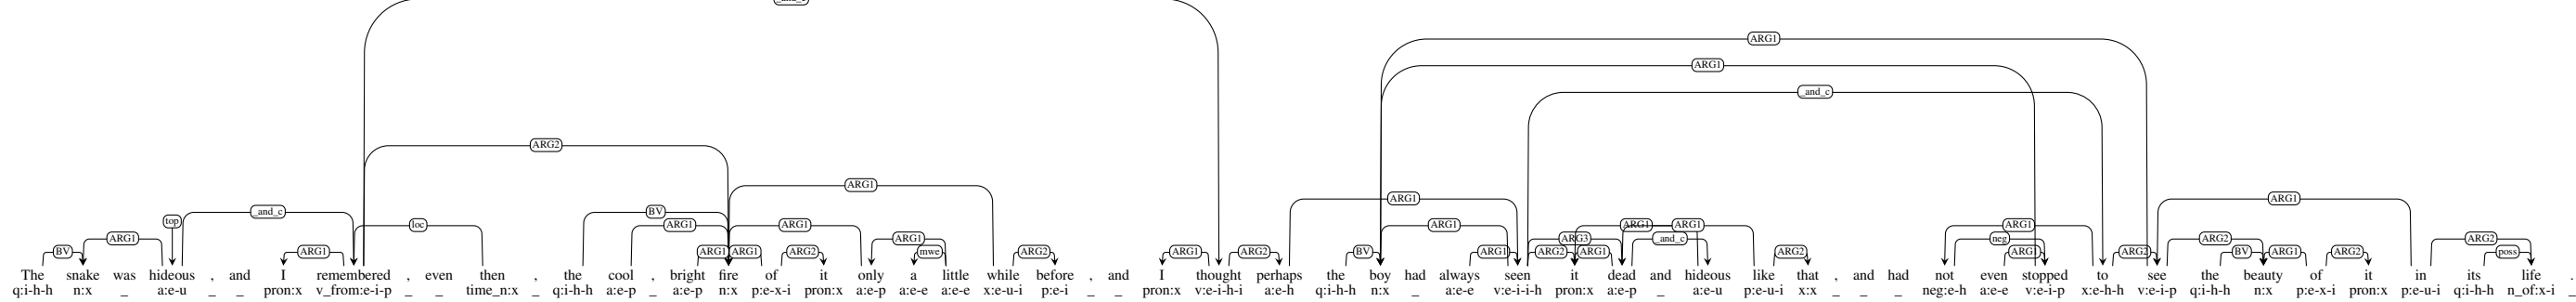 _and_c
ARG1
ARG1
_and_c
ARG2
ARG1 ARG1 ARG1
_and_c BV
top loc ARG1 ARG1 ARG1 ARG1 ARG1 ARG1
ARG1 ARG1 ARG3 _and_c neg ARG2 ARG2
BV ARG1 ARG1 ARG1 ARG2 mwe ARG2 ARG1 ARG2 BV ARG1 ARG2 ARG1 ARG2 ARG1 ARG2 BV ARG1 ARG2 poss
The snake was hideous , and I remembered , even then , the cool , bright fire of it only a little while before , and I thought perhaps the boy had always seen it dead and hideous like that , and had not even stopped to see the beauty of it in its life .
q:i-h-h n:x _ a:e-u _ _ pron:x v_from:e-i-p _ _ time_n:x _ q:i-h-h a:e-p _ a:e-p n:x p:e-x-i pron:x a:e-p a:e-e a:e-e x:e-u-i p:e-i _ _ pron:x v:e-i-h-i a:e-h q:i-h-h n:x _ a:e-e v:e-i-i-h pron:x a:e-p _ a:e-u p:e-u-i x:x _ _ _ neg:e-h a:e-e v:e-i-p x:e-h-h v:e-i-p q:i-h-h n:x p:e-x-i pron:x p:e-u-i q:i-h-h n_of:x-i _